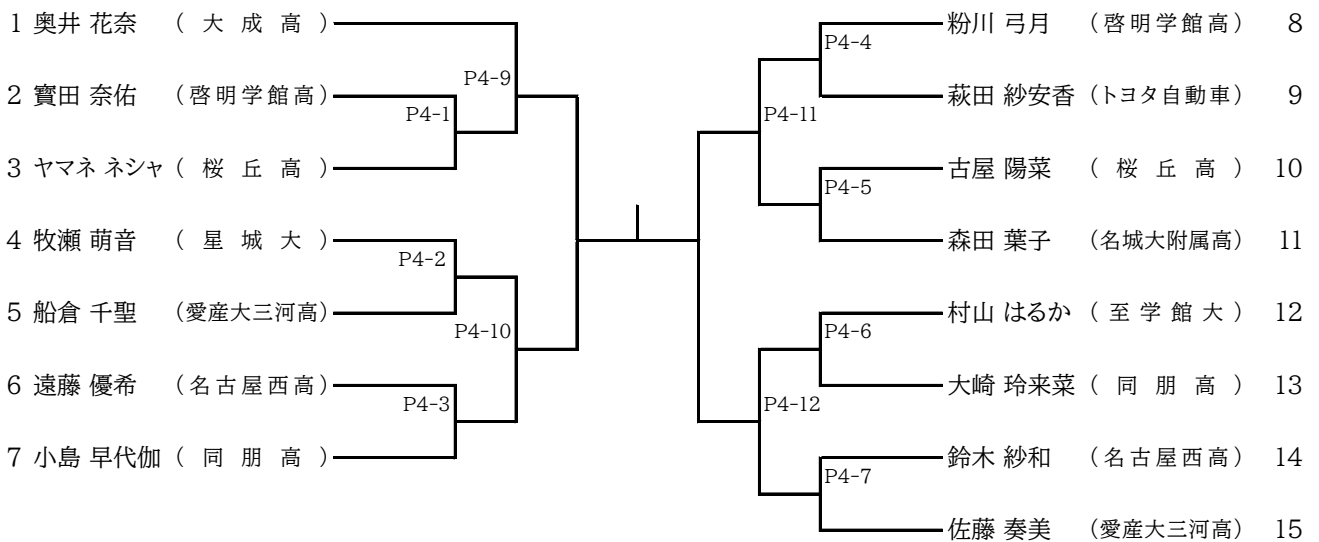 1 奥井 花奈 （ 大 成 高 ）
P4-9
2 寳田 奈佑 （啓明学館高）
P4-1
3 ヤマネ ネシャ （ 桜 丘 高 ）
4 牧瀬 萌音 （ 星 城 大 ）
P4-2
5 船倉 千聖 （愛産大三河高）
P4-10
6 遠藤 優希 （名古屋西高）
P4-3
7 小島 早代伽 （ 同 朋 高 ）
粉川 弓月 （啓明学館高） 8
P4-4
萩田 紗安香 （トヨタ自動車） 9
P4-11
古屋 陽菜 （ 桜 丘 高 ） 10
P4-5
森田 葉子 （名城大附属高） 11
村山 はるか （ 至 学 館 大 ） 12
P4-6
大崎 玲来菜 （ 同 朋 高 ） 13
P4-12
鈴木 紗和 （名古屋西高） 14
P4-7
佐藤 奏美 （愛産大三河高） 15